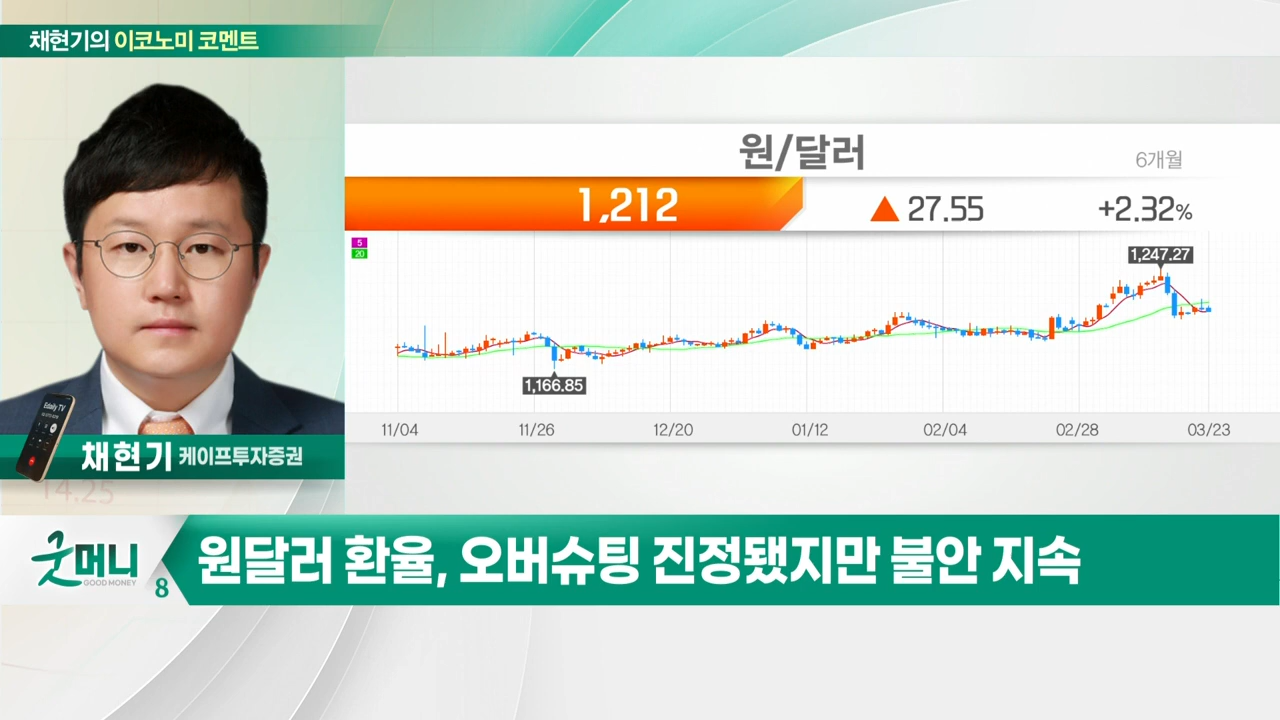 채현기의 이코노미 코멘트
원/달러
6개월
1,212
▲ 27.55
+2.32%
5
20
1,247.27
1,166.85
11/04
11/26
12/20
01/12
02/04
02/28
03/23
Edaily TV
채현기 케이프투자증권
14.25
굿머니
GOOD MONEY
8
원달러 환율, 오버슈팅 진정됐지만 불안 지속